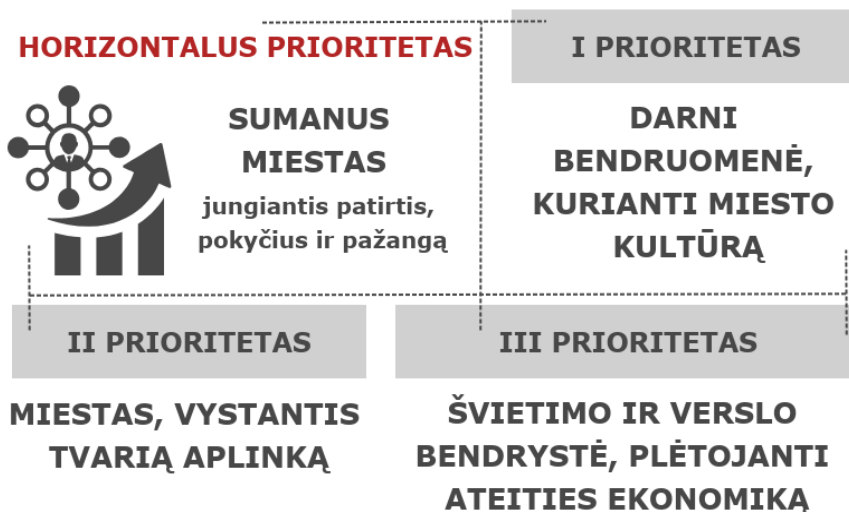 HORIZONTALUS PRIORITETAS
SUMANUS
MIESTAS
jungiantis patirtis,
pokyčius ir pažangą
I PRIORITETAS
DARNI
BENDRUOMENĖ,
KURIANTI MIESTO
KULTŪRĄ
II PRIORITETAS
MIESTAS, VYSTANTIS
TVARIĄ APLINKĄ
III PRIORITETAS
ŠVIETIMO IR VERSLO
BENDRYSTĖ, PLĖTOJANTI
ATEITIES EKONOMIKĄ